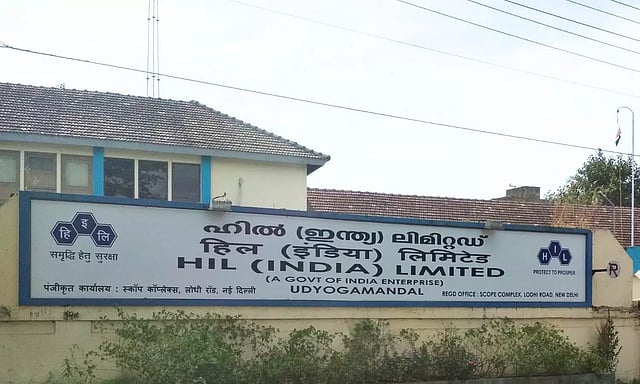 हि इ लि
समृद्धि हेतु सुरक्षा
ഹിൽ (ഇന്ത്യ) ലിമിറ്റഡ്
हिल (इंडिया) लिमिटेड
HIL (INDIA) LIMITED
(A GOVT OF INDIA ENTERPRISE)
UDYOGAMANDAL
पंजीकृत कार्यालय : स्कॉप कॉप्लेक्स, लोधी रॉड, नई दिल्ली
H I L
PROTECT TO PROSPER
REGD OFFICE : SCOPE COMPLEX, LODHI ROAD, NEW DELHI
R